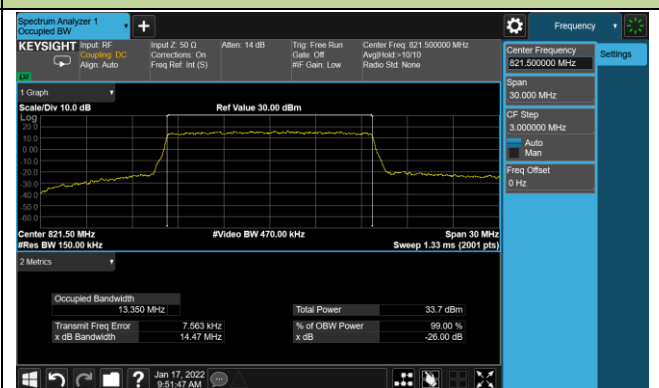 Spectrum Analyzer 1
Occupied BW
+
Frequency
KEYSIGHT
Input: RF
Coupling: DC
Align: Auto
Input Z: 50 Ω
Corrections: On
Freq Ref: Int (S)
Atten: 14 dB
Trig: Free Run
Gate: Off
#IF Gain: Low
Center Freq: 821.500000 MHz
Avg|Hold:>10/10
Radio Std: None
Center Frequency
821.500000 MHz
Settings
Span
30.000 MHz
CF Step
3.000000 MHz
Auto
Man
Freq Offset
0 Hz
1 Graph
Scale/Div 10.0 dB
Ref Value 30.00 dBm
Log
20.0
10.0
0.00
-10.0
-20.0
-30.0
-40.0
-50.0
-60.0
Center 821.50 MHz
#Video BW 470.00 kHz
Span 30 MHz
#Res BW 150.00 kHz
Sweep 1.33 ms (2001 pts)
2 Metrics
Occupied Bandwidth
13.350 MHz
Total Power 33.7 dBm
Transmit Freq Error 7.563 kHz
% of OBW Power 99.00 %
x dB Bandwidth 14.47 MHz
x dB -26.00 dB
?
Jan 17, 2022
9:51:47 AM